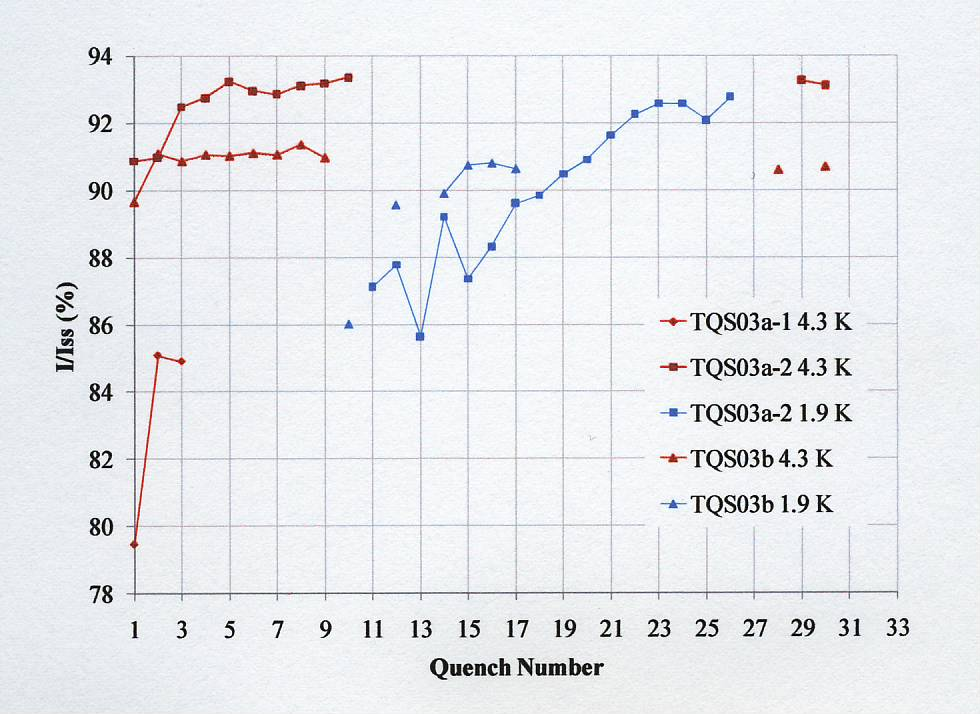 94
92
90
88
86
84
82
80
78
I/Iss (%)
1 3 5 7 9 11 13 15 17 19 21 23 25 27 29 31 33
Quench Number
TQS03a-1 4.3 K
TQS03a-2 4.3 K
TQS03a-2 1.9 K
TQS03b 4.3 K
TQS03b 1.9 K